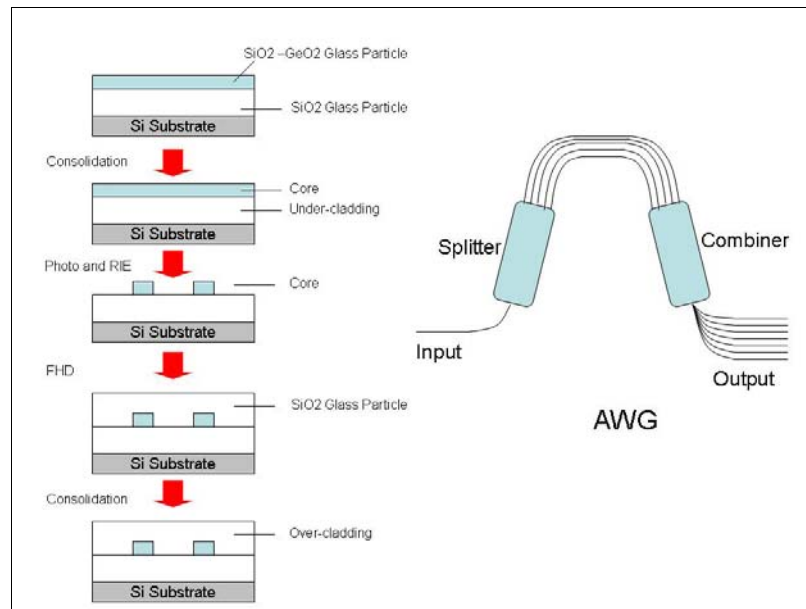 SiO2 –GeO2 Glass Particle
SiO2 Glass Particle
Si Substrate
Consolidation
Core
Under-cladding
Si Substrate
Photo and RIE
Core
Si Substrate
FHD
SiO2 Glass Particle
Si Substrate
Consolidation
Over-cladding
Si Substrate
Splitter
Combiner
Input
Output
AWG